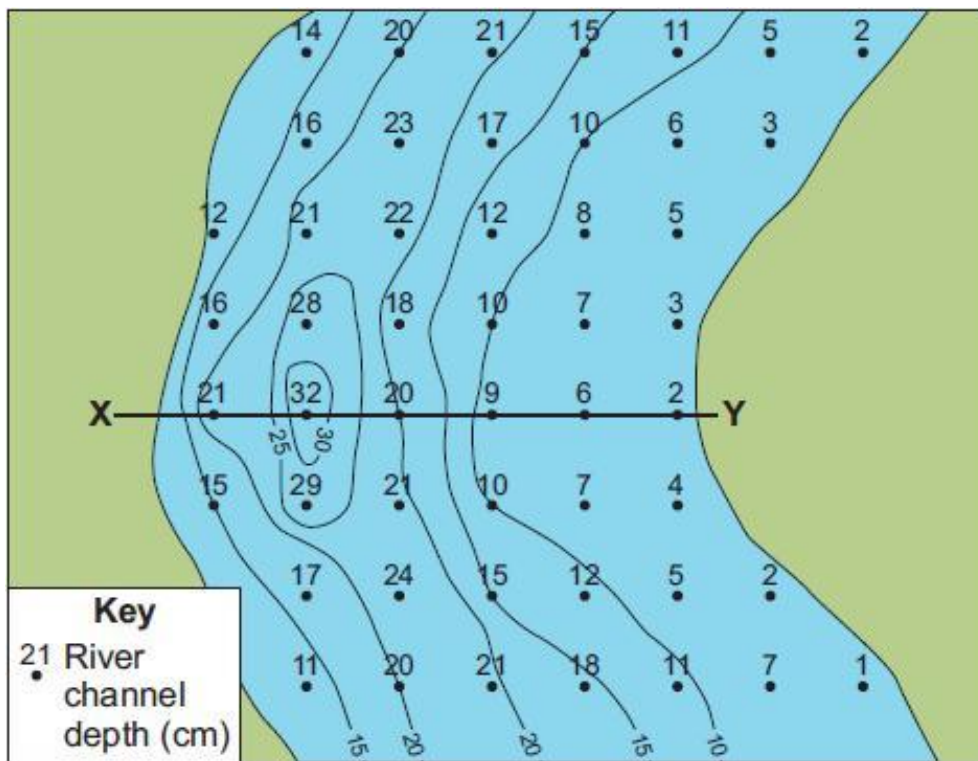 14 20 21 15 11 5 2
16 23 17 10 6 3
12 21 22 12 8 5
16 28 18 10 7 3
21 32 20 9 6 2
X Y
25 30
15 29 21 10 7 4
17 24 15 12 5 2
11 20 21 18 11 7 1
15 20 20 15 10
Key
21 River
channel
depth (cm)